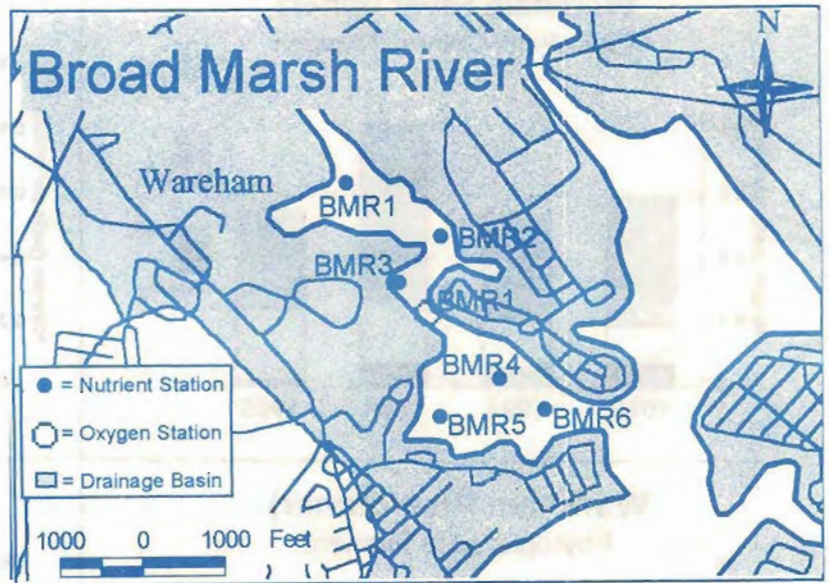 N
Broad Marsh River
Wareham
BMR1
BMR2
BMR3
BMR1
BMR4
BMR5
BMR6
= Nutrient Station
= Oxygen Station
= Drainage Basin
1000 0 1000 Feet